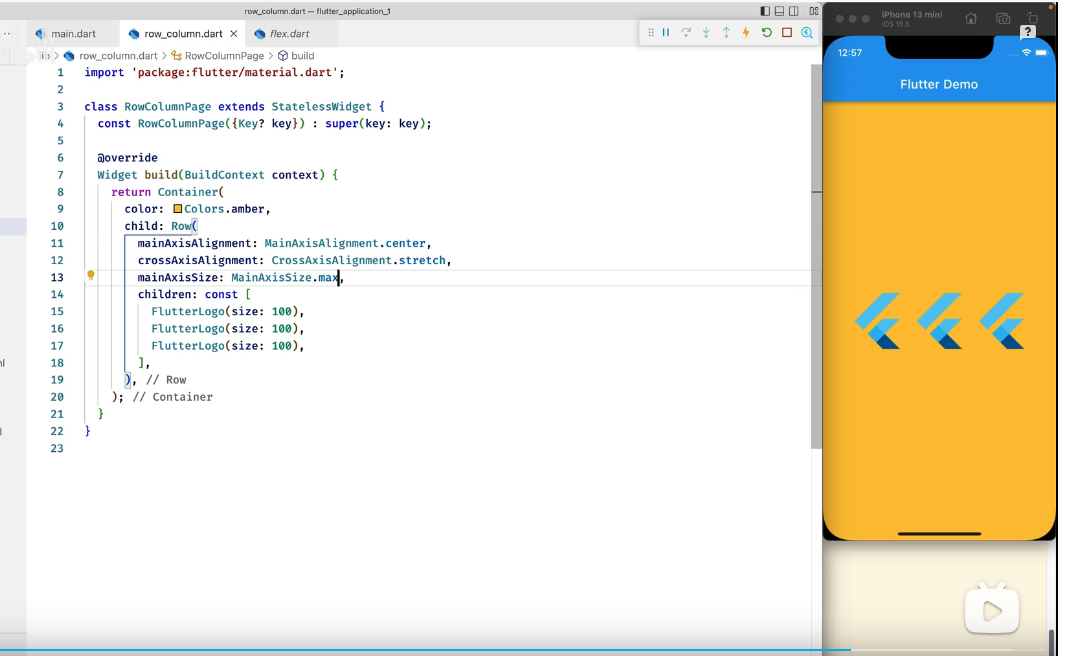 row_column.dart — flutter_application_1
main.dart
row_column.dart
flex.dart
lib > row_column.dart > RowColumnPage > build
1 import 'package:flutter/material.dart';
2
3 class RowColumnPage extends StatelessWidget {
4 const RowColumnPage({Key? key}) : super(key: key);
5
6 @override
7 Widget build(BuildContext context) {
8 return Container(
9 color: Colors.amber,
10 child: Row(
11 mainAxisAlignment: MainAxisAlignment.center,
12 crossAxisAlignment: CrossAxisAlignment.stretch,
13 mainAxisSize: MainAxisSize.max,
14 children: const [
15 FlutterLogo(size: 100),
16 FlutterLogo(size: 100),
17 FlutterLogo(size: 100),
18 ],
19 ), // Row
20 ); // Container
21 }
22 }
23
iPhone 13 mini
iOS 15.5
?
12:57
Flutter Demo